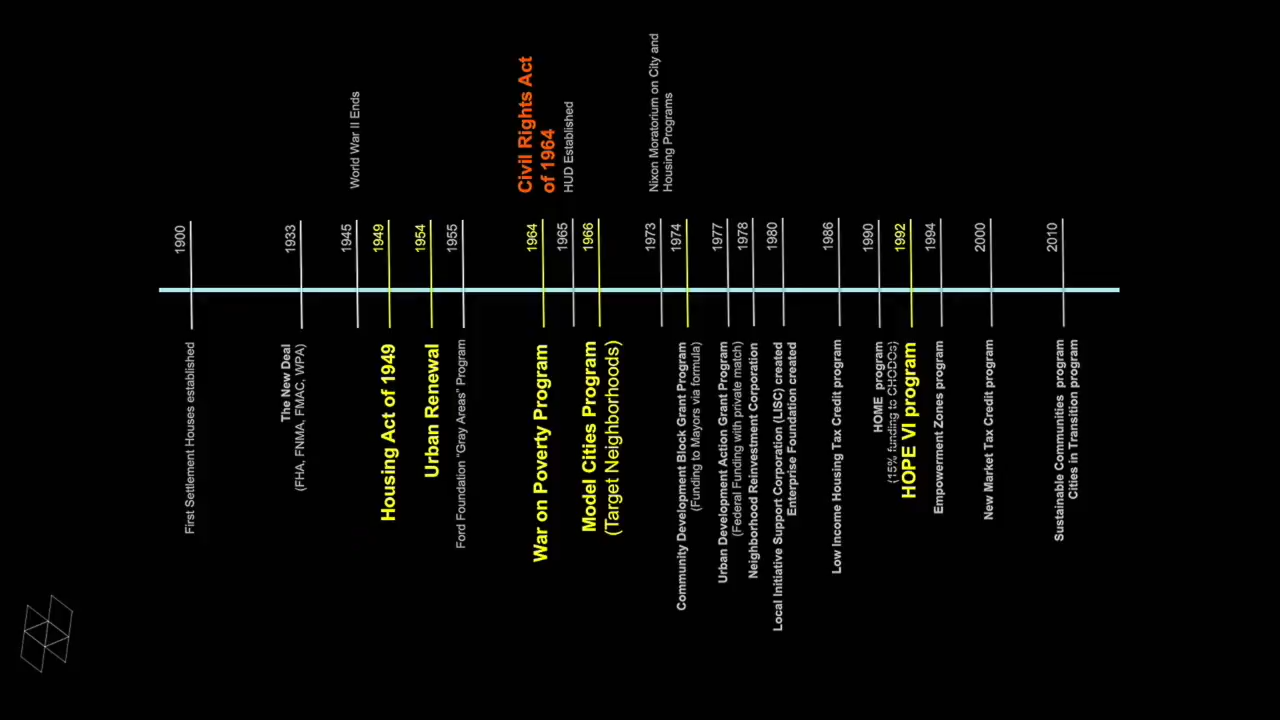 World War II Ends
Civil Rights Act
of 1964
HUD Established
Nixon Moratorium on City and
Housing Programs
1900
1933
1945
1949
1954
1955
1964
1965
1966
1973
1974
1977
1978
1980
1986
1990
1992
1994
2000
2010
First Settlement Houses established
The New Deal
(FHA, FNMA, FMAC, WPA)
Housing Act of 1949
Urban Renewal
Ford Foundation "Gray Areas" Program
War on Poverty Program
Model Cities Program
(Target Neighborhoods)
Community Development Block Grant Program
(Funding to Mayors via formula)
Urban Development Action Grant Program
(Federal Funding with private match)
Neighborhood Reinvestment Corporation
Local Initiative Support Corporation (LISC) created
Enterprise Foundation created
Low Income Housing Tax Credit program
HOME program
(15% funding to CHODOs)
HOPE VI program
Empowerment Zones program
New Market Tax Credit program
Sustainable Communities program
Cities in Transition program